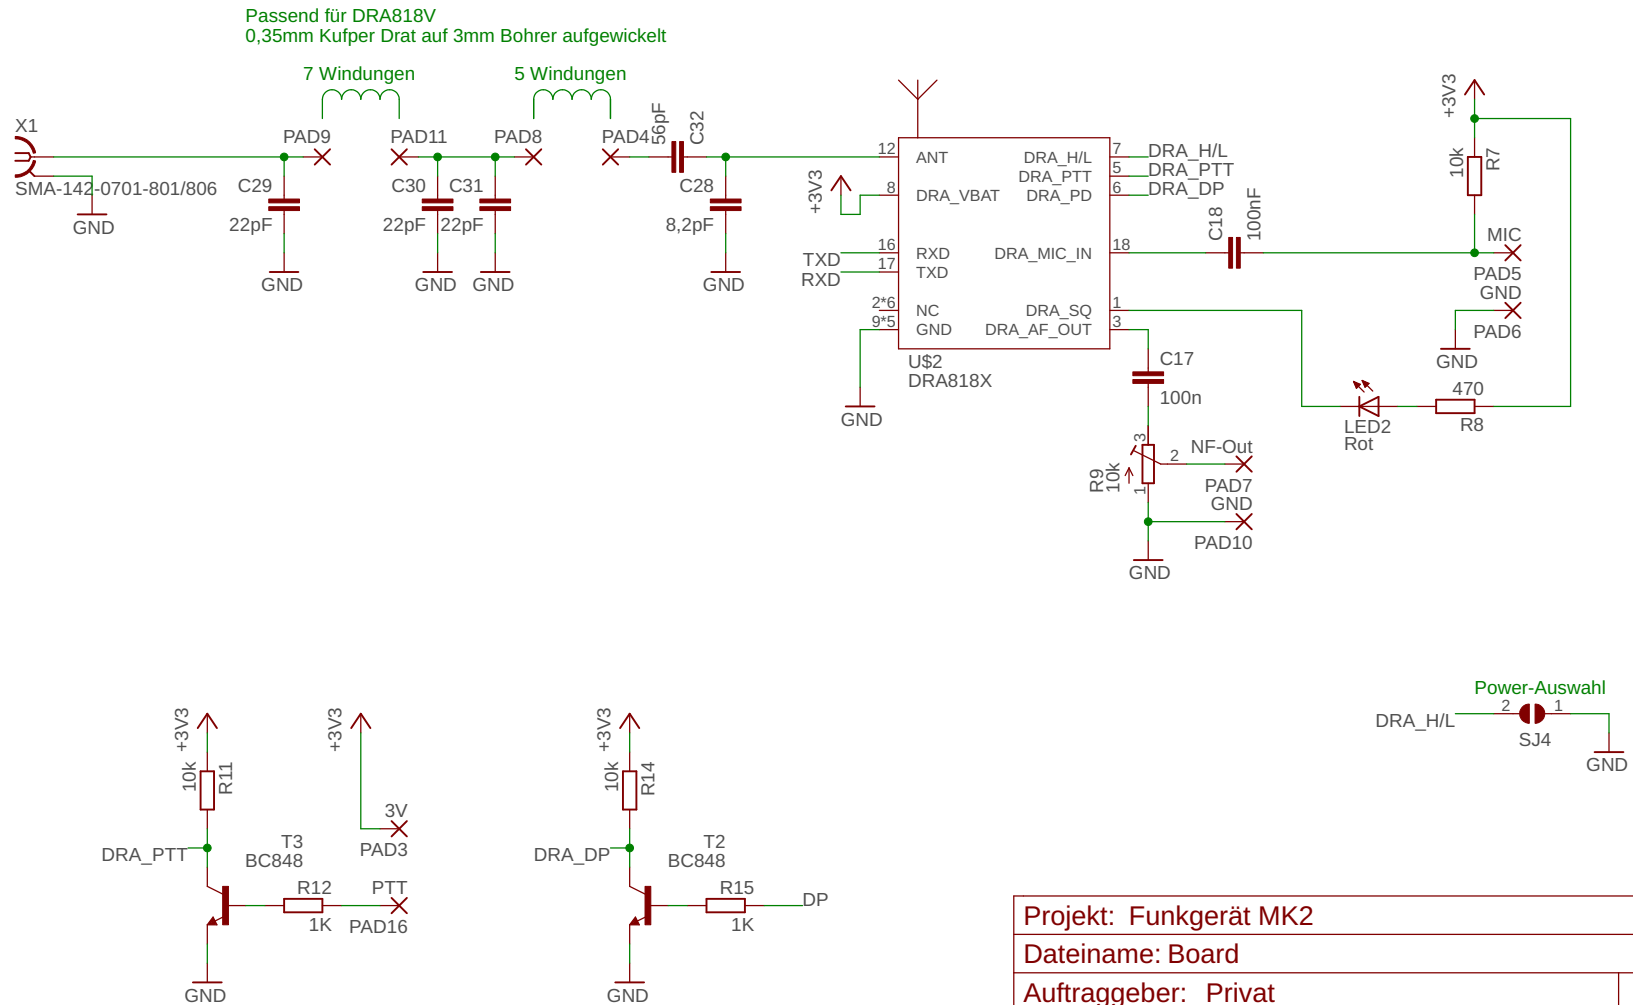 Passend für DRA818V
0,35mm Kufper Drat auf 3mm Bohrer aufgewickelt
7 Windungen
5 Windungen
X1
SMA-142-0701-801/806
GND
PAD9
PAD11
PAD8
PAD4
C29
22pF
GND
C30
22pF
GND
C31
22pF
GND
56pF
C32
C28
8,2pF
GND
+3V3
12
8
16
17
2*6
9*5
ANT
DRA_VBAT
RXD
TXD
NC
GND
DRA_H/L
DRA_PTT
DRA_PD
DRA_MIC_IN
DRA_SQ
DRA_AF_OUT
7
5
6
18
1
3
DRA_H/L
DRA_PTT
DRA_DP
TXD
RXD
U$2
DRA818X
GND
C18
100nF
+3V3
10k
R7
MIC
PAD5
GND
PAD6
GND
C17
100n
3
2
1
R9
10k
NF-Out
PAD7
GND
PAD10
GND
LED2
Rot
470
R8
Power-Auswahl
DRA_H/L
2
1
SJ4
GND
+3V3
10k
R11
DRA_PTT
T3
BC848
R12
1K
PTT
PAD16
GND
+3V3
3V
PAD3
+3V3
10k
R14
DRA_DP
T2
BC848
R15
1K
DP
GND
Projekt: Funkgerät MK2
Dateiname: Board
Auftraggeber: Privat